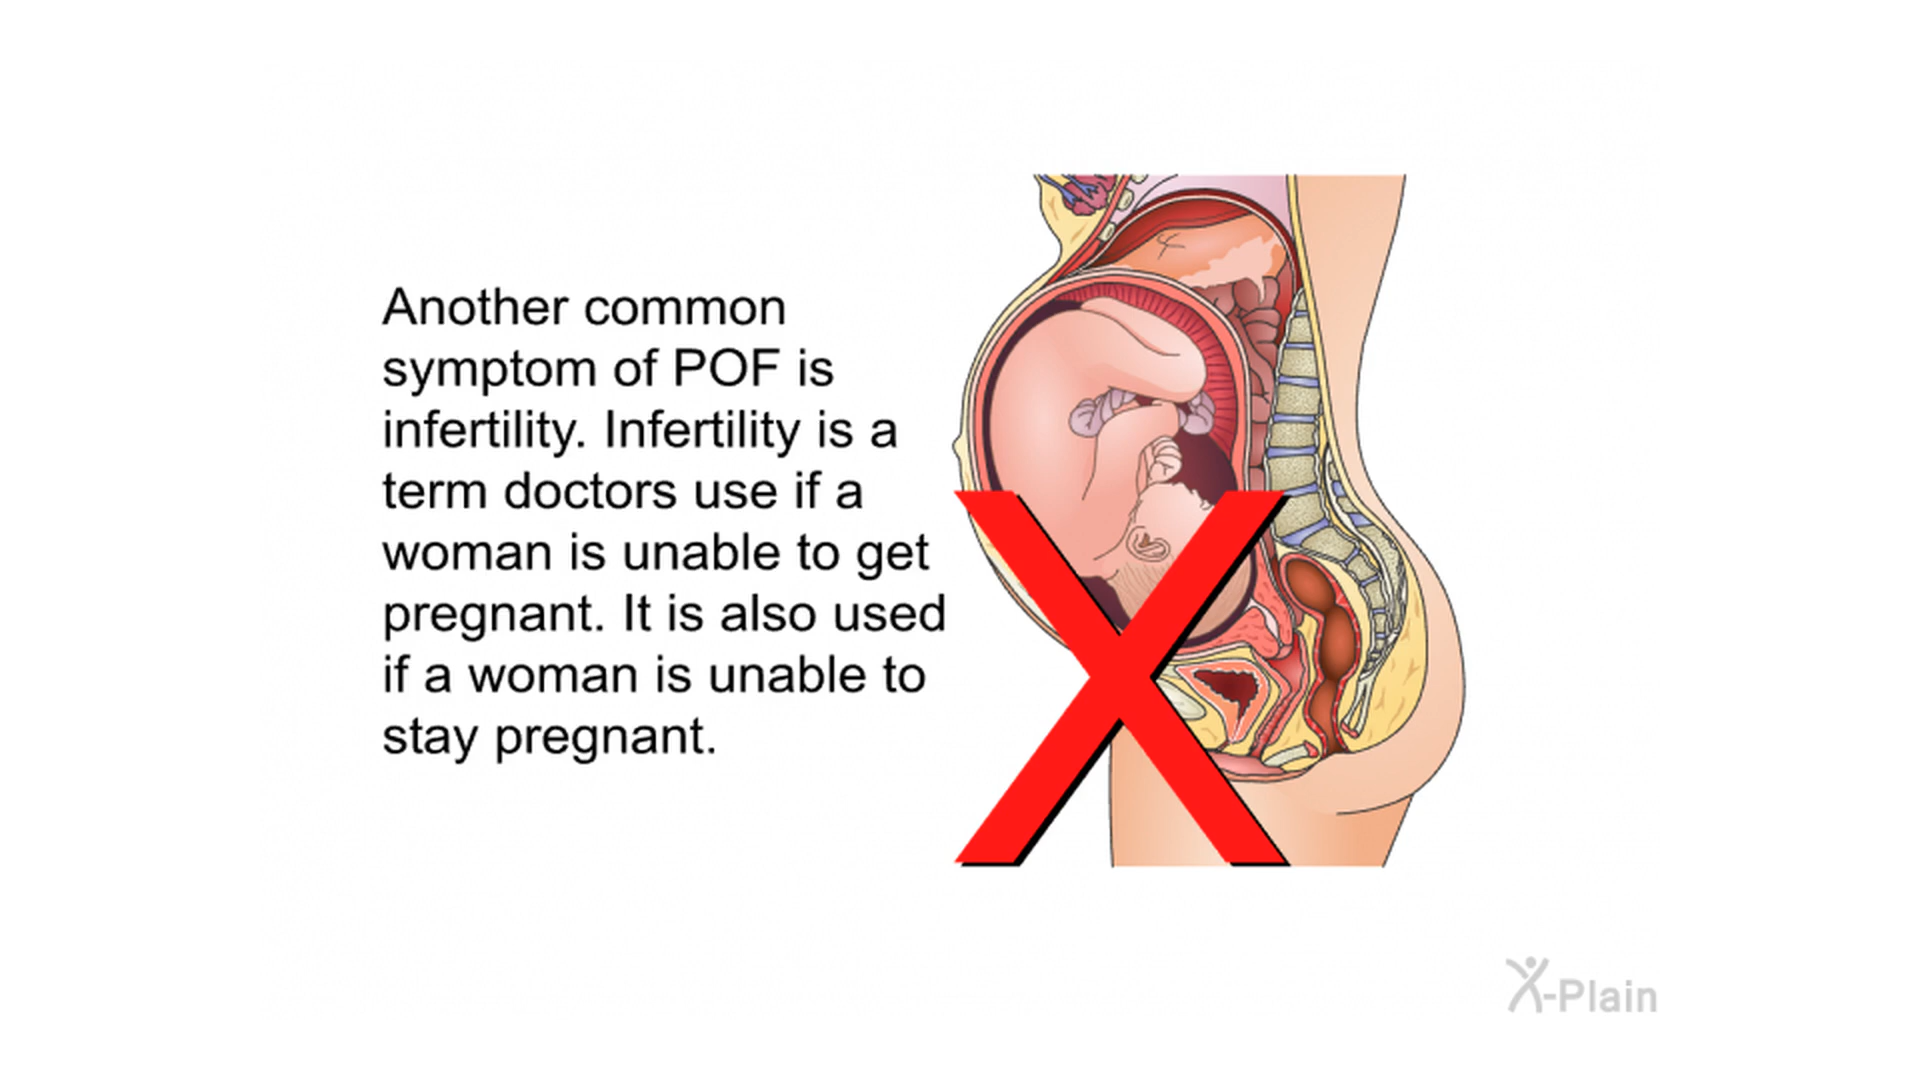 Another common
symptom of POF is
infertility. Infertility is a
term doctors use if a
woman is unable to get
pregnant. It is also used
if a woman is unable to
stay pregnant.
X-Plain